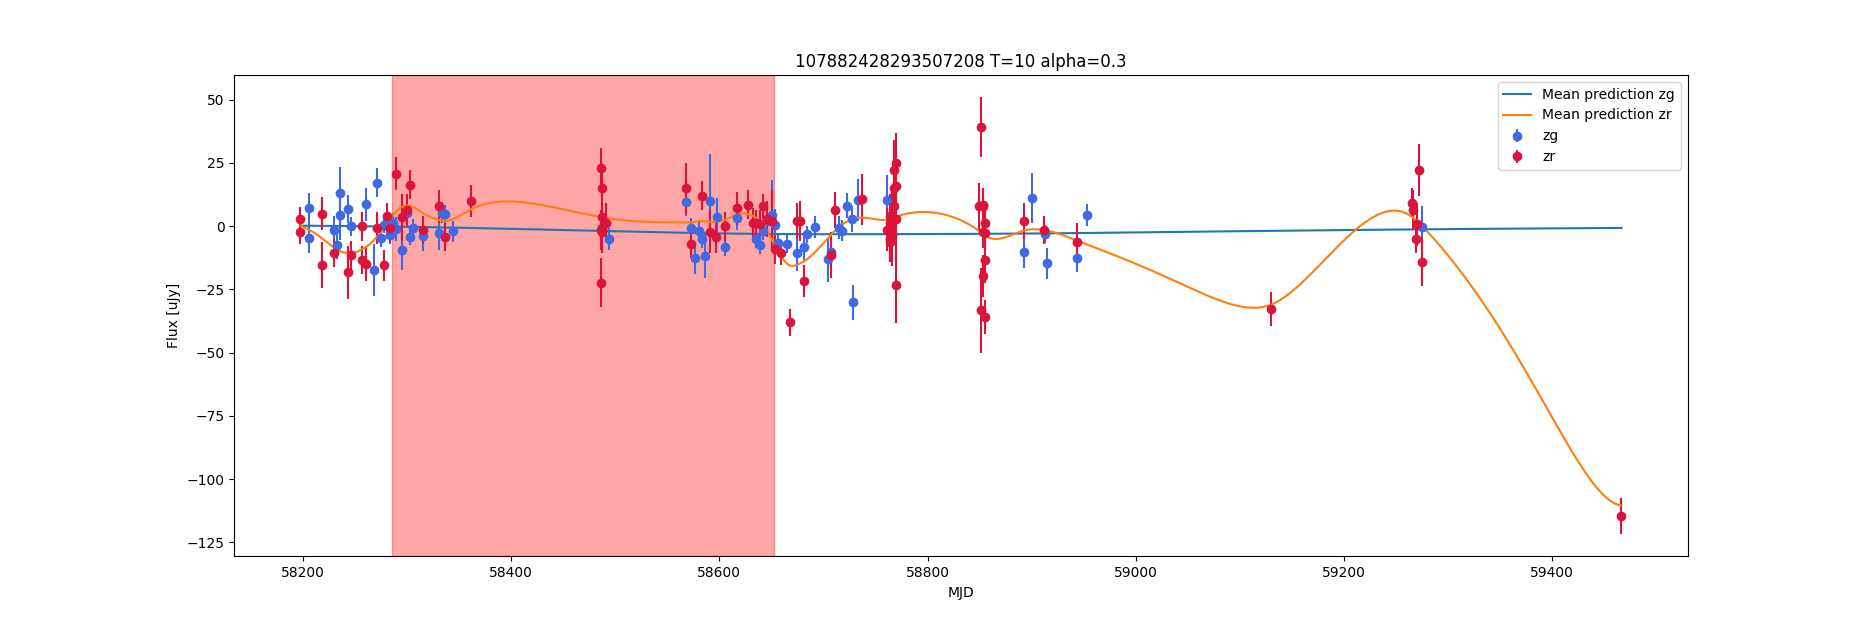 107882428293507208 T=10 alpha=0.3
Mean prediction zg
Mean prediction zr
zg
zr
Flux [uJy]
50
25
0
−25
−50
−75
−100
−125
58200
58400
58600
58800
59000
59200
59400
MJD